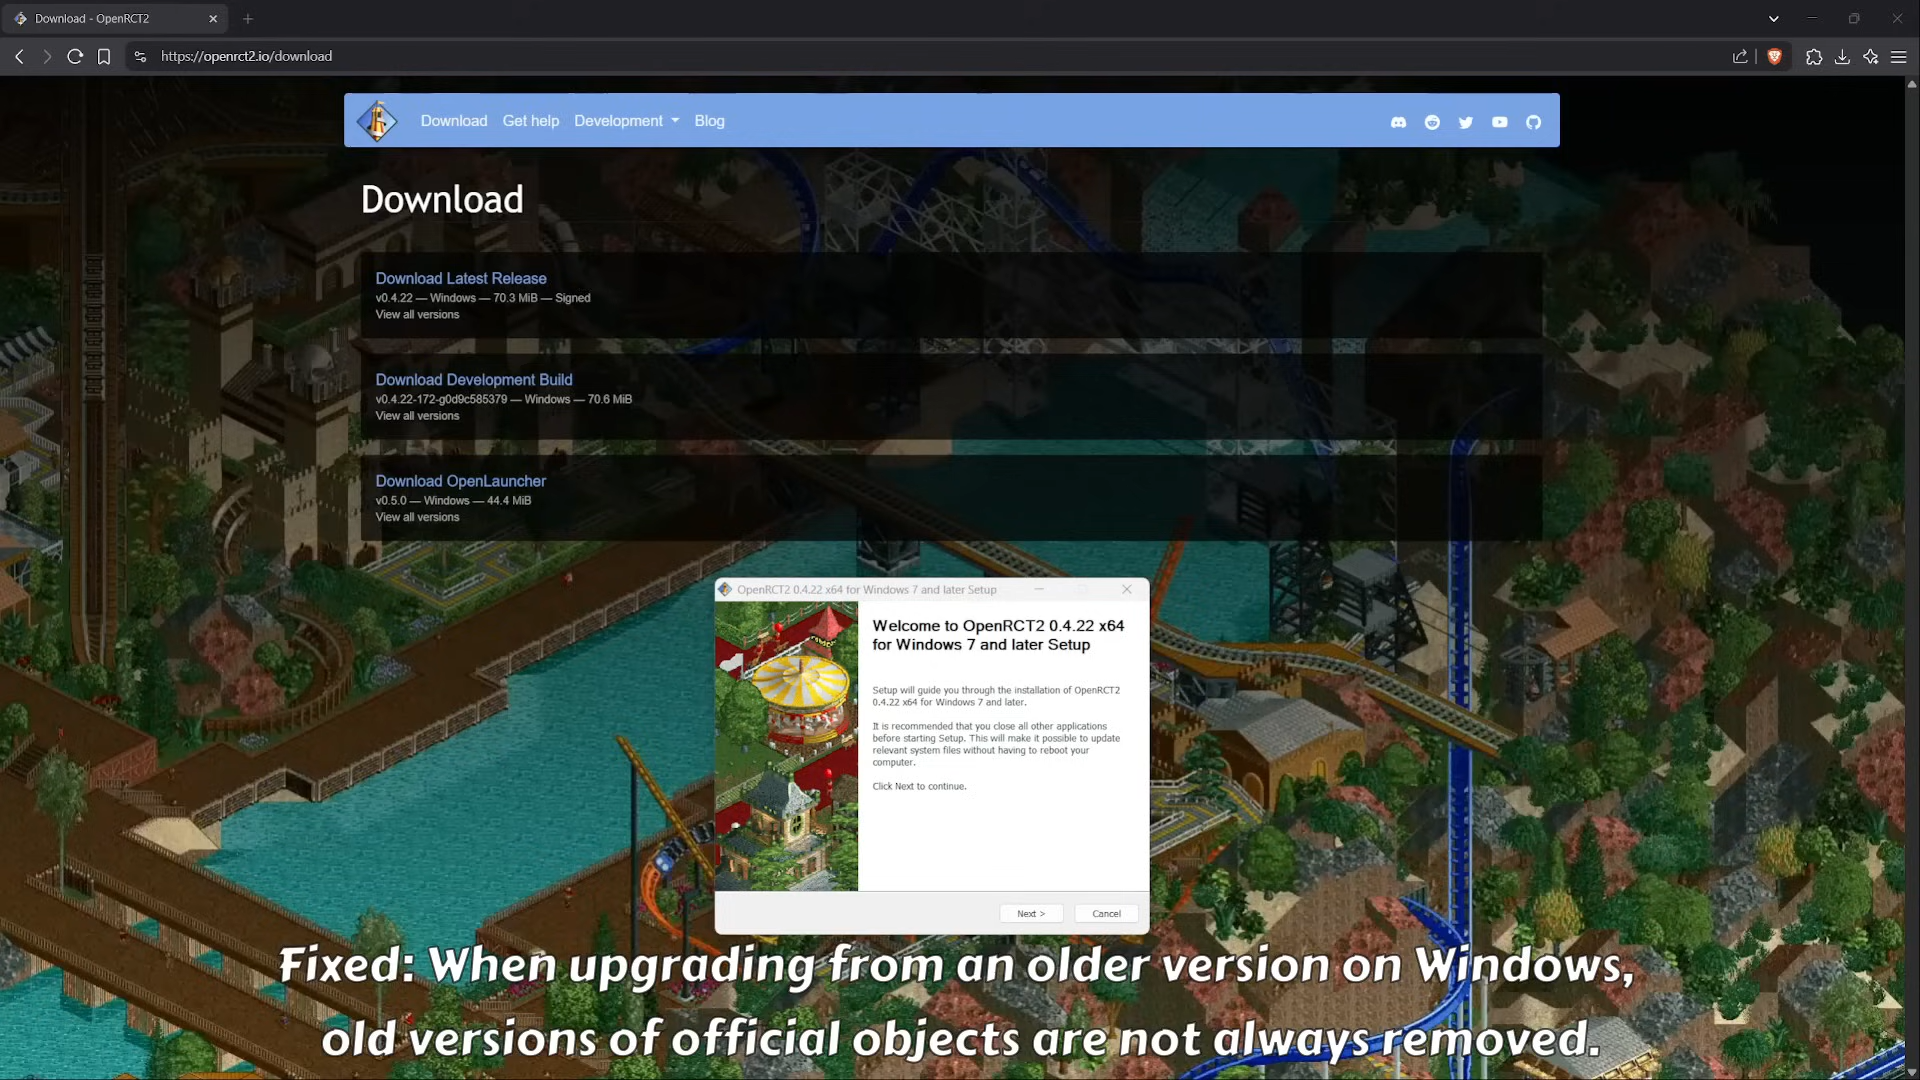 Download - OpenRCT2
https://openrct2.io/download
Download Get help Development Blog
Download
Download Latest Release
v0.4.22 — Windows — 70.3 MiB — Signed
View all versions
Download Development Build
v0.4.22-172-g0d9c585379 — Windows — 70.6 MiB
View all versions
Download OpenLauncher
v0.5.0 — Windows — 44.4 MiB
View all versions
OpenRCT2 0.4.22 x64 for Windows 7 and later Setup
Welcome to OpenRCT2 0.4.22 x64
for Windows 7 and later Setup
Setup will guide you through the installation of OpenRCT2
0.4.22 x64 for Windows 7 and later.
It is recommended that you close all other applications
before starting Setup. This will make it possible to update
relevant system files without having to reboot your
computer.
Click Next to continue.
Next >
Cancel
Fixed: When upgrading from an older version on Windows,
old versions of official objects are not always removed.